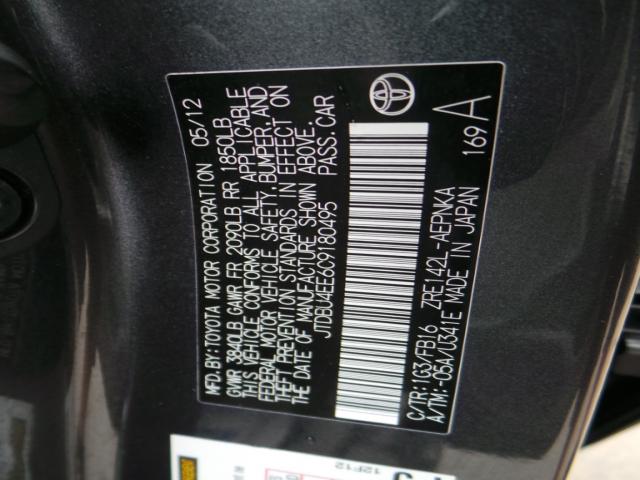 MFD. BY: TOYOTA MOTOR CORPORATION 05/12
GVWR 3840LB GAWR FR 2090LB RR 1850LB
THIS VEHICLE CONFORMS TO ALL APPLICABLE
FEDERAL MOTOR VEHICLE SAFETY, BUMPER, AND
THEFT PREVENTION STANDARDS IN EFFECT ON
THE DATE OF MANUFACTURE SHOWN ABOVE.
JTDBU4EE6C9180495 PASS. CAR
C/TR: 1G3/FB16 ZRE142L-AEPNKA
A/TM: -05A/U341E MADE IN JAPAN 169 A
12F12